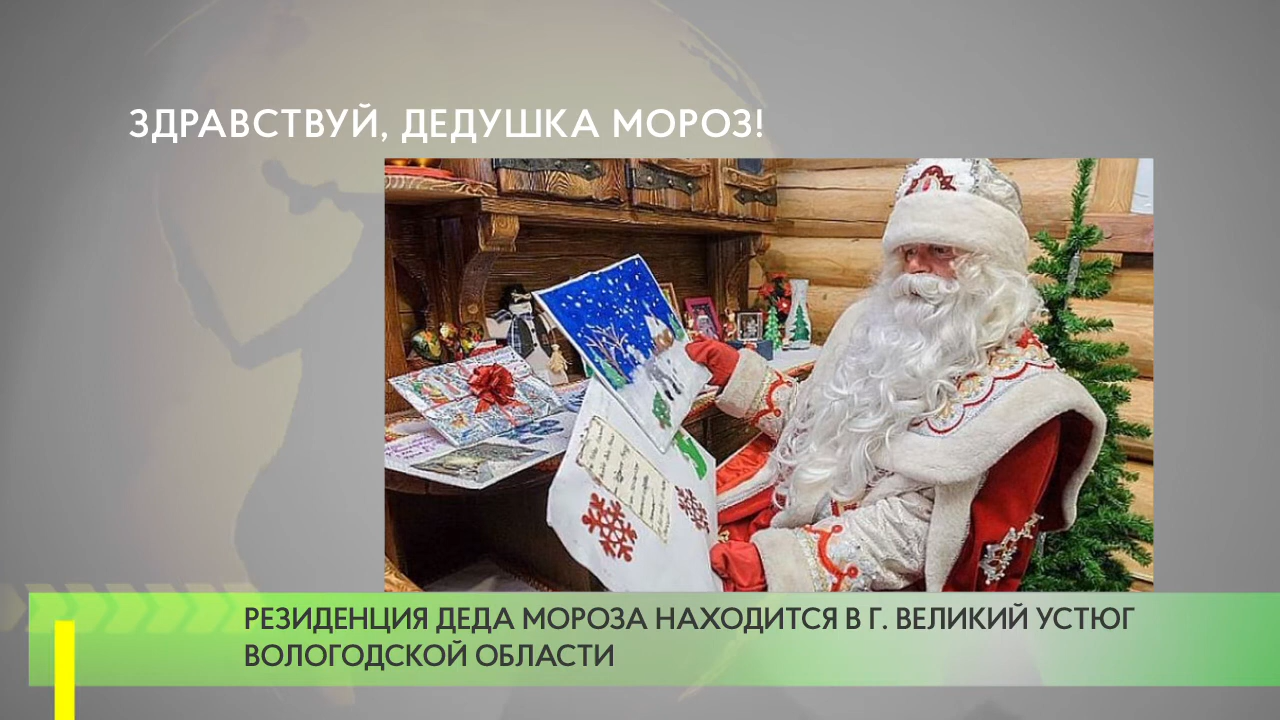 ЗДРАВСТВУЙ, ДЕДУШКА МОРОЗ!
РЕЗИДЕНЦИЯ ДЕДА МОРОЗА НАХОДИТСЯ В Г. ВЕЛИКИЙ УСТЮГ
ВОЛОГОДСКОЙ ОБЛАСТИ